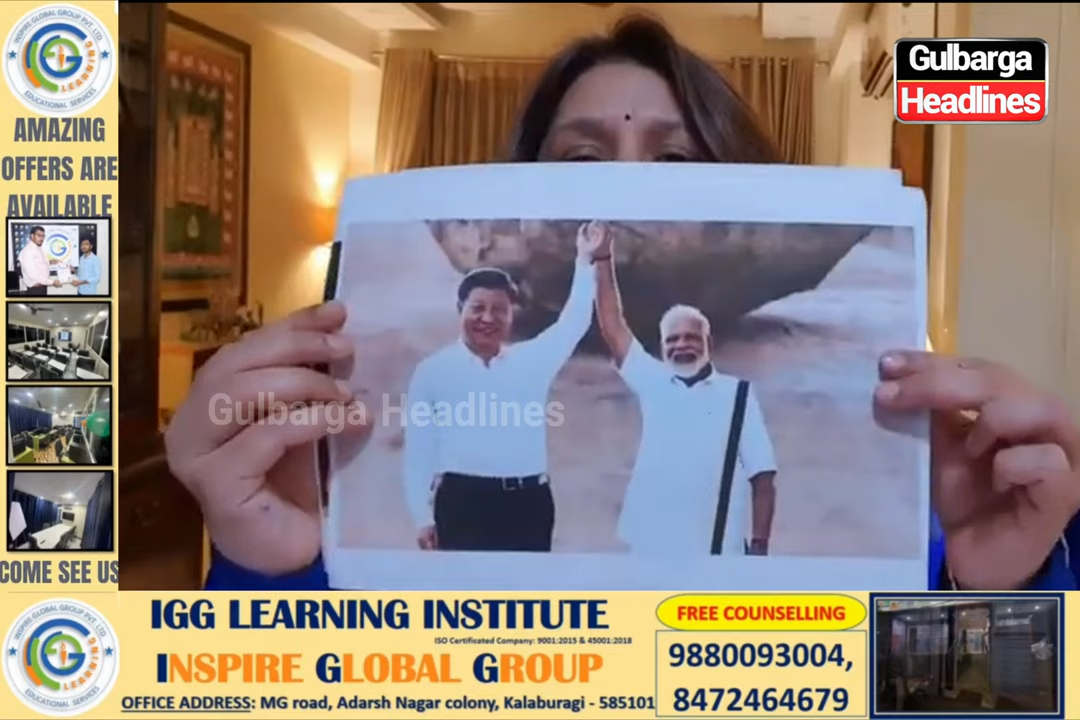 INSPIRE GLOBAL GROUP PVT. LTD
LEARNING
EDUCATIONAL SERVICES
AMAZING
OFFERS ARE
AVAILABLE
COME SEE US
Gulbarga
Headlines
Gulbarga Headlines
INSPIRE GLOBAL GROUP PVT. LTD
LEARNING
EDUCATIONAL SERVICES
IGG LEARNING INSTITUTE
ISO Certificated Company: 9001:2015 & 45001:2018
INSPIRE GLOBAL GROUP
OFFICE ADDRESS: MG road, Adarsh Nagar colony, Kalaburagi - 585101
FREE COUNSELLING
9880093004,
8472464679